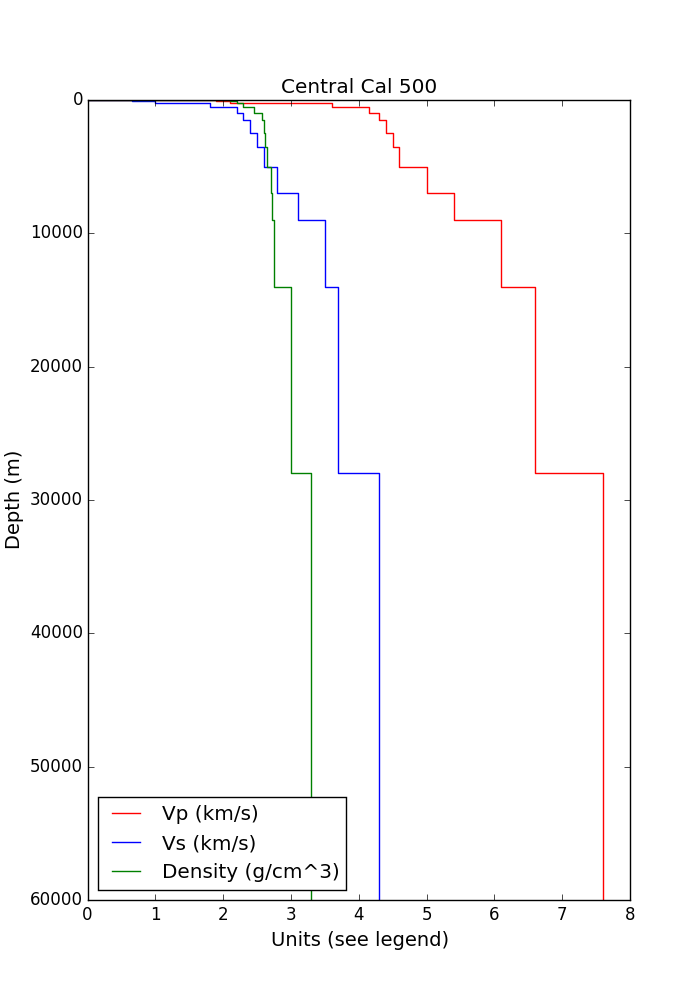 Central Cal 500
0
10000
20000
30000
40000
50000
60000
Depth (m)
Vp (km/s)
Vs (km/s)
Density (g/cm^3)
0 1 2 3 4 5 6 7 8
Units (see legend)